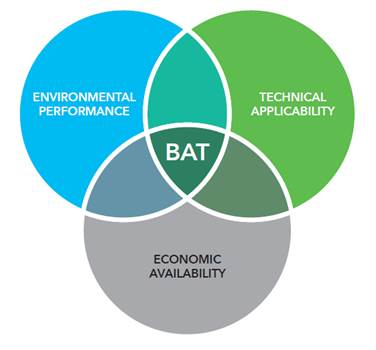 ENVIRONMENTAL
PERFORMANCE
TECHNICAL
APPLICABILITY
BAT
ECONOMIC
AVAILABILITY